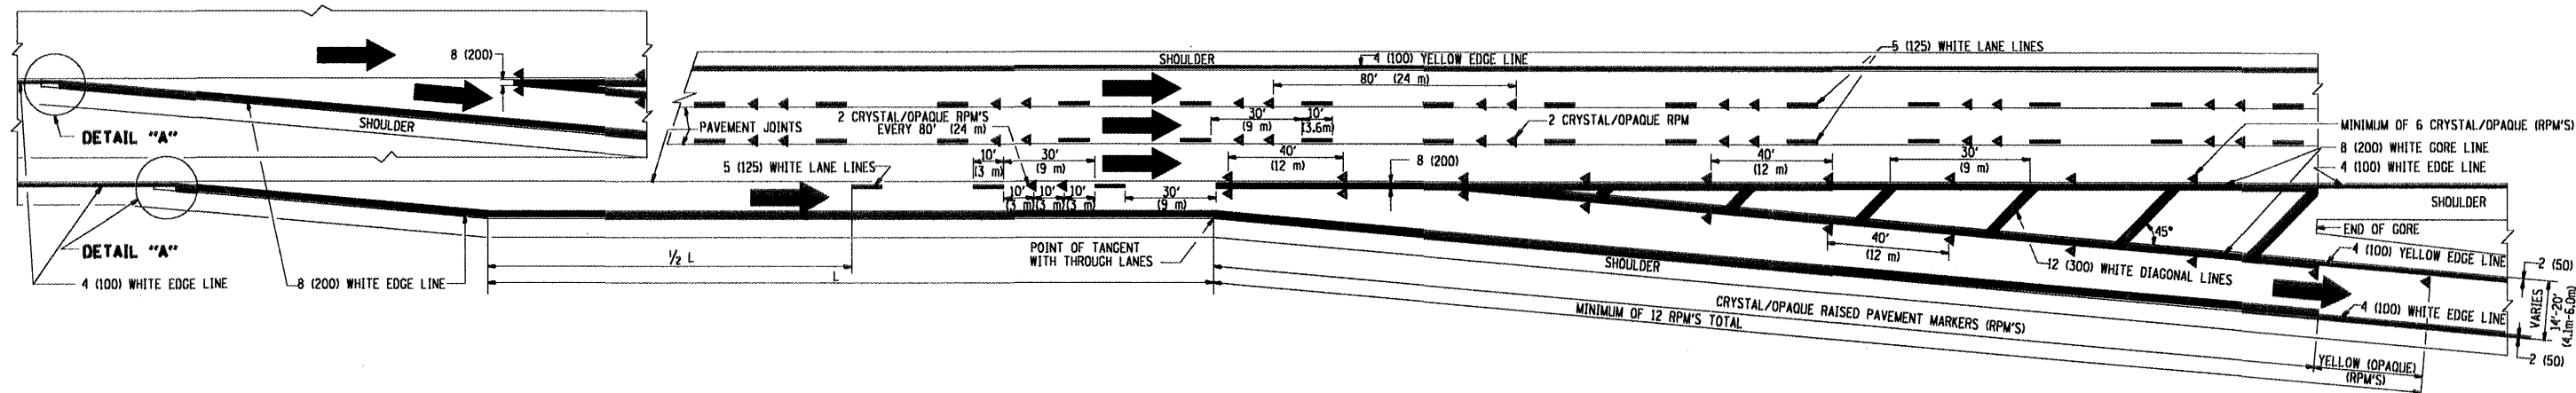 8 (200)
DETAIL "A"
SHOULDER
SHOULDER
4 (100) YELLOW EDGE LINE
5 (125) WHITE LANE LINES
80' (24 m)
2 CRYSTAL/OPAQUE RPM'S
EVERY 80' (24 m)
PAVEMENT JOINTS
30'
(9 m)
10'
(3.6m)
2 CRYSTAL/OPAQUE RPM
MINIMUM OF 6 CRYSTAL/OPAQUE (RPM'S)
8 (200) WHITE GORE LINE
4 (100) WHITE EDGE LINE
5 (125) WHITE LANE LINES
10'
(3 m)
30'
(9 m)
40'
(12 m)
8 (200)
40'
(12 m)
30'
(9 m)
10'
(3 m)
10'
(3 m)
10'
(3 m)
30'
(9 m)
SHOULDER
END OF GORE
45°
DETAIL "A"
4 (100) WHITE EDGE LINE
8 (200) WHITE EDGE LINE
1/2 L
L
POINT OF TANGENT
WITH THROUGH LANES
SHOULDER
40'
(12 m)
12 (300) WHITE DIAGONAL LINES
4 (100) YELLOW EDGE LINE
2 (50)
VARIES
14'-20'
(4.1m-6.0m)
4 (100) WHITE EDGE LINE
2 (50)
CRYSTAL/OPAQUE RAISED PAVEMENT MARKERS (RPM'S)
MINIMUM OF 12 RPM'S TOTAL
YELLOW (OPAQUE)
(RPM'S)